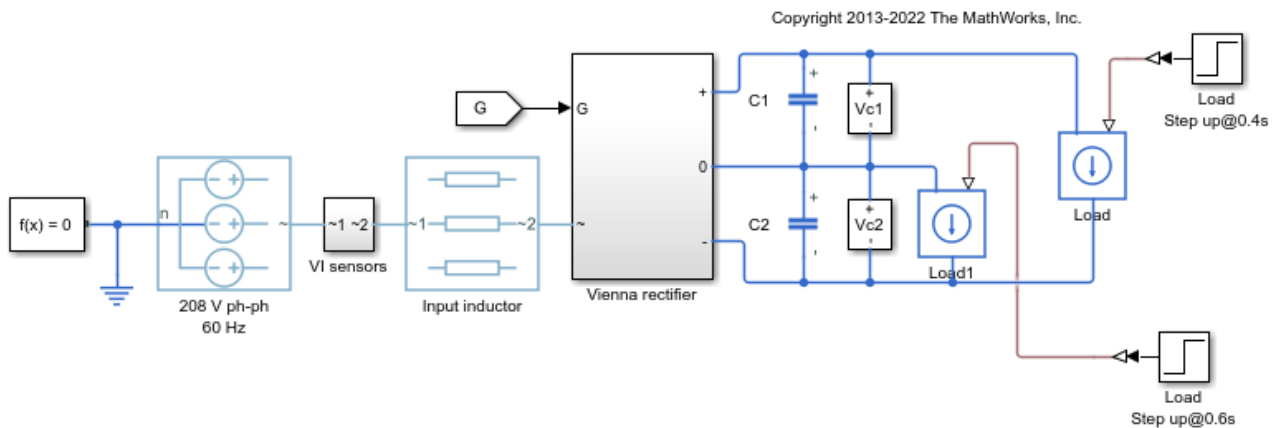 Copyright 2013-2022 The MathWorks, Inc.
G
G
+
0
-
~
Vienna rectifier
f(x) = 0
n
~
208 V ph-ph
60 Hz
~1 ~2
VI sensors
~1
~2
Input inductor
C1
+
-
Vc1
+
-
C2
+
-
Vc2
+
-
Load1
Load
Load
Step up@0.4s
Load
Step up@0.6s